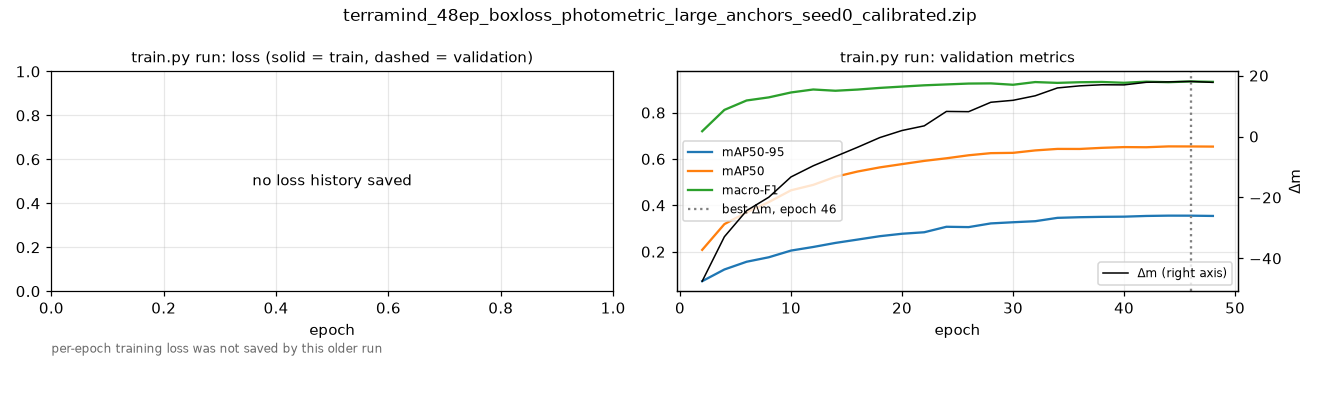 terramind_48ep_boxloss_photometric_large_anchors_seed0_calibrated.zip
train.py run: loss (solid = train, dashed = validation)
1.0
0.8
0.6
0.4
0.2
0.0
no loss history saved
0.0 0.2 0.4 0.6 0.8 1.0
epoch
per-epoch training loss was not saved by this older run
train.py run: validation metrics
0.8
0.6
0.4
0.2
mAP50-95
mAP50
macro-F1
best Δm, epoch 46
Δm (right axis)
20
0
−20
−40
Δm
0 10 20 30 40 50
epoch